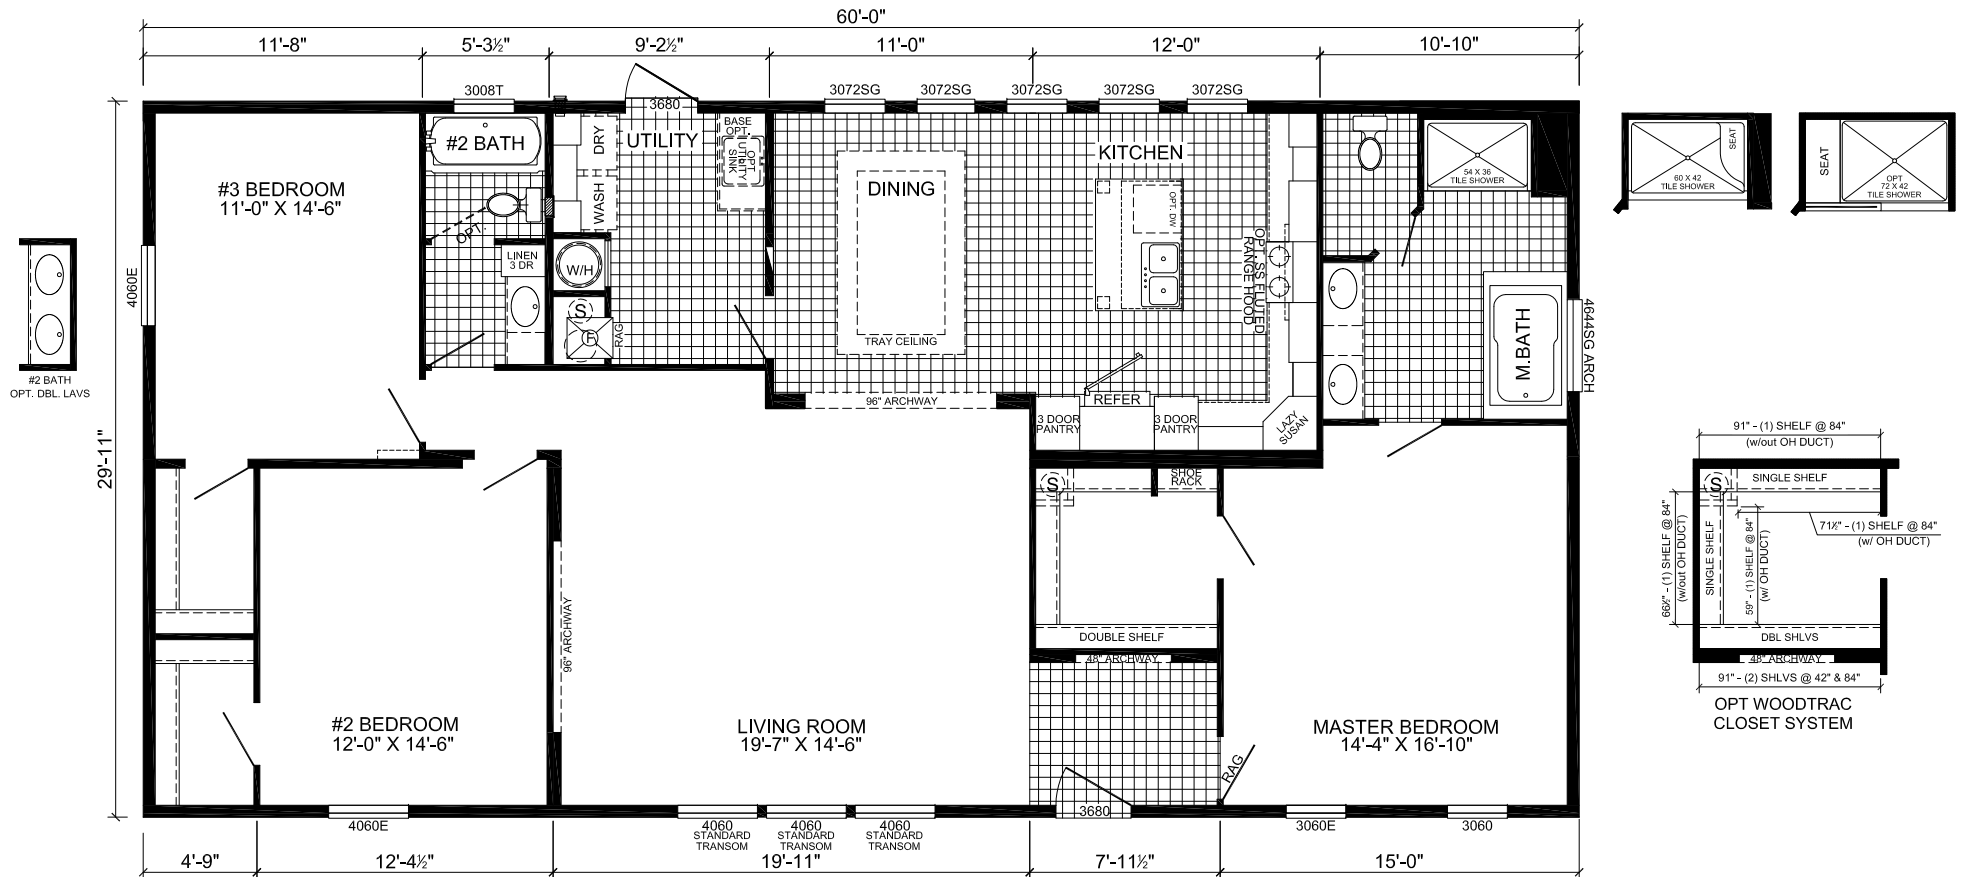 60'-0"
11'-8"
5'-3½"
9'-2½"
11'-0"
12'-0"
10'-10"
29'-11"
3008T
3680
3072SG
3072SG
3072SG
3072SG
3072SG
#2 BATH
DRY
WASH
UTILITY
BASE
OPT.
OPT
UTILITY
SINK
#3 BEDROOM
11'-0" X 14'-6"
4060E
OPT.
LINEN
3 DR
W/H
S
F
RAG
DINING
TRAY CEILING
96" ARCHWAY
KITCHEN
OPT. DW
OPT. SS FLUTED
RANGE HOOD
REFER
3 DOOR
PANTRY
3 DOOR
PANTRY
LAZY
SUSAN
54 X 36
TILE SHOWER
M.BATH
4644SG ARCH
#2 BATH
OPT. DBL. LAVS
SEAT
60 X 42
TILE SHOWER
SEAT
OPT
72 X 42
TILE SHOWER
S
SHOE
RACK
DOUBLE SHELF
48" ARCHWAY
96" ARCHWAY
#2 BEDROOM
12'-0" X 14'-6"
LIVING ROOM
19'-7" X 14'-6"
MASTER BEDROOM
14'-4" X 16'-10"
RAG
3680
4060E
4060
STANDARD
TRANSOM
4060
STANDARD
TRANSOM
4060
STANDARD
TRANSOM
3060E
3060
4'-9"
12'-4½"
19'-11"
7'-11½"
15'-0"
91" - (1) SHELF @ 84"
(w/out OH DUCT)
S
SINGLE SHELF
71½" - (1) SHELF @ 84"
(w/ OH DUCT)
66½" - (1) SHELF @ 84"
(w/out OH DUCT)
SINGLE SHELF
59" - (1) SHELF @ 84"
(w/ OH DUCT)
DBL SHLVS
48" ARCHWAY
91" - (2) SHLVS @ 42" & 84"
OPT WOODTRAC
CLOSET SYSTEM